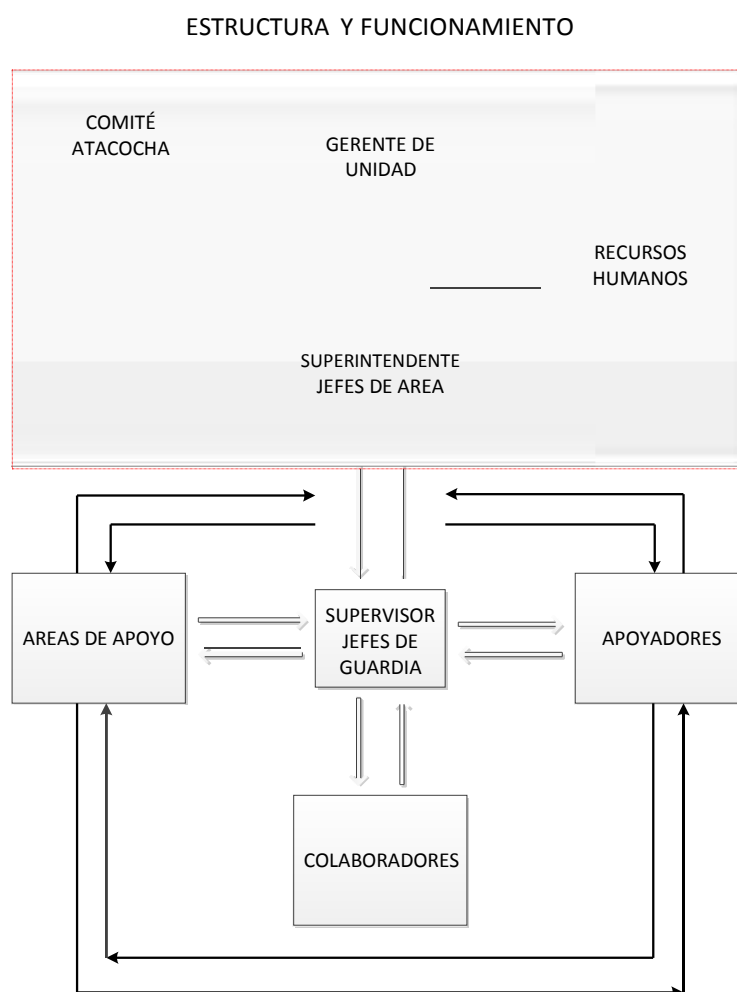 ESTRUCTURA Y FUNCIONAMIENTO
COMITÉ
ATACOCHA
GERENTE DE
UNIDAD
RECURSOS
HUMANOS
SUPERINTENDENTE
JEFES DE AREA
AREAS DE APOYO
SUPERVISOR
JEFES DE
GUARDIA
APOYADORES
COLABORADORES